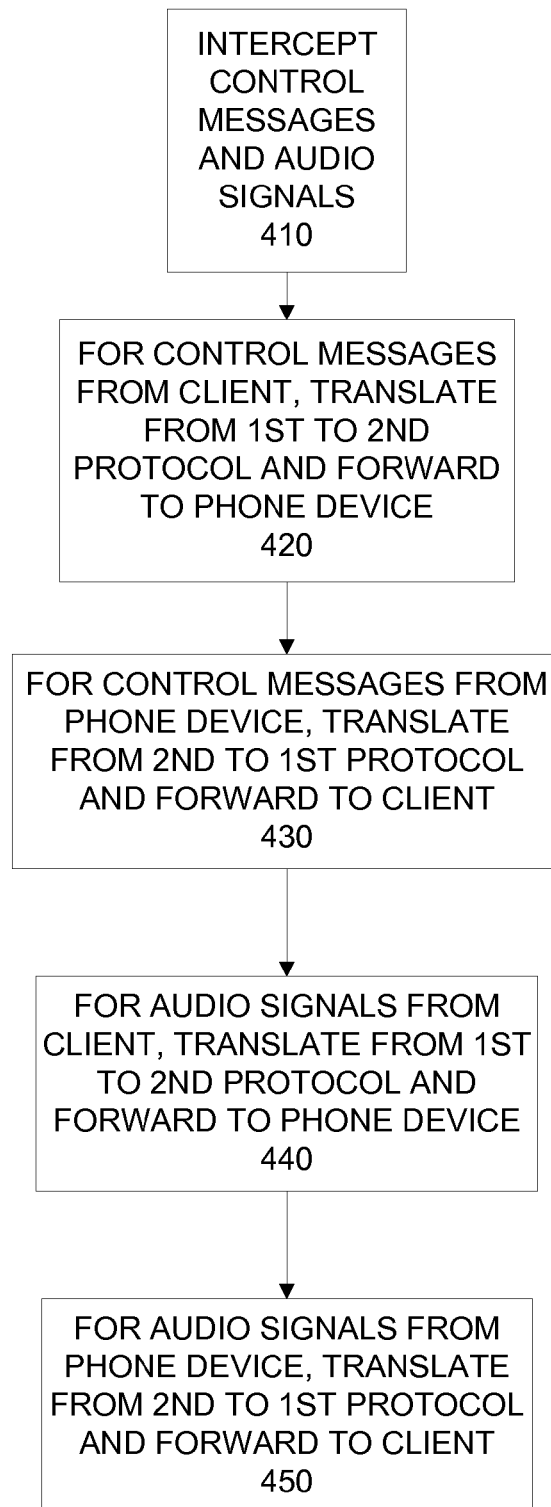 INTERCEPT
CONTROL
MESSAGES
AND AUDIO
SIGNALS
410
FOR CONTROL MESSAGES
FROM CLIENT, TRANSLATE
FROM 1ST TO 2ND
PROTOCOL AND FORWARD
TO PHONE DEVICE
420
FOR CONTROL MESSAGES FROM
PHONE DEVICE, TRANSLATE
FROM 2ND TO 1ST PROTOCOL
AND FORWARD TO CLIENT
430
FOR AUDIO SIGNALS FROM
CLIENT, TRANSLATE FROM 1ST
TO 2ND PROTOCOL AND
FORWARD TO PHONE DEVICE
440
FOR AUDIO SIGNALS FROM
PHONE DEVICE, TRANSLATE
FROM 2ND TO 1ST PROTOCOL
AND FORWARD TO CLIENT
450